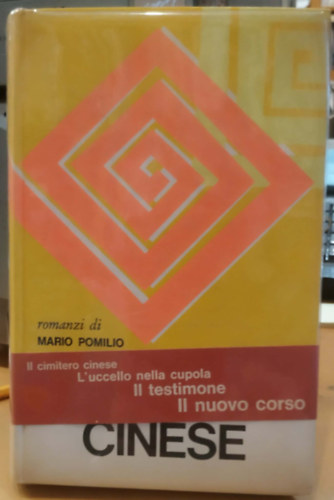 romanzi di
MARIO POMILIO
Il cimitero cinese
L'uccello nella cupola
Il testimone
Il nuovo corso
CINESE